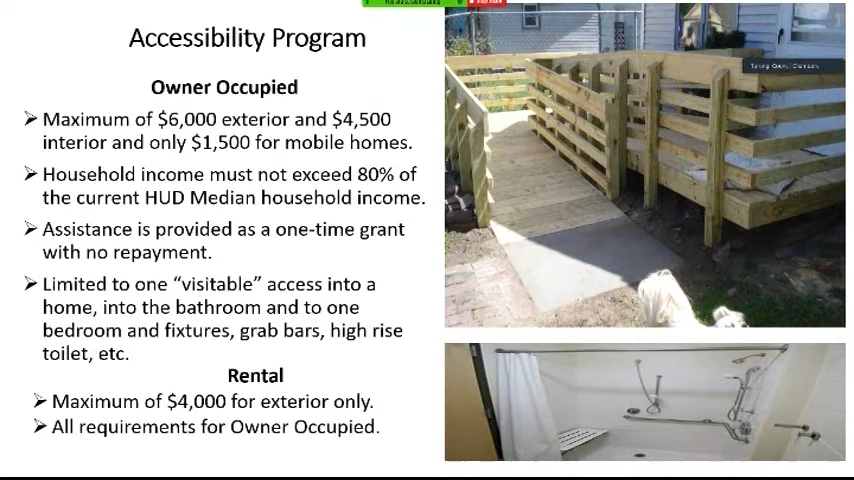 Accessibility Program
Owner Occupied
➢ Maximum of $6,000 exterior and $4,500
interior and only $1,500 for mobile homes.
➢ Household income must not exceed 80% of
the current HUD Median household income.
➢ Assistance is provided as a one-time grant
with no repayment.
➢ Limited to one “visitable” access into a
home, into the bathroom and to one
bedroom and fixtures, grab bars, high rise
toilet, etc.
Rental
➢ Maximum of $4,000 for exterior only.
➢ All requirements for Owner Occupied.
Talking: Council Chambers